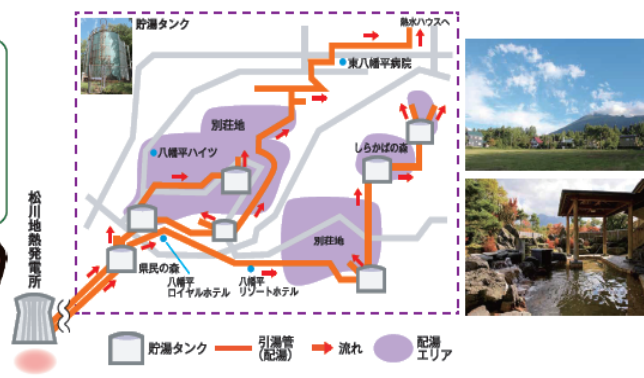 貯湯タンク
熱水ハウスへ
東八幡平病院
別荘地
八幡平ハイツ
しらかばの森
松川地熱発電所
別荘地
県民の森
八幡平
ロイヤルホテル
八幡平
リゾートホテル
貯湯タンク
引湯管
(配湯)
流れ
配湯
エリア